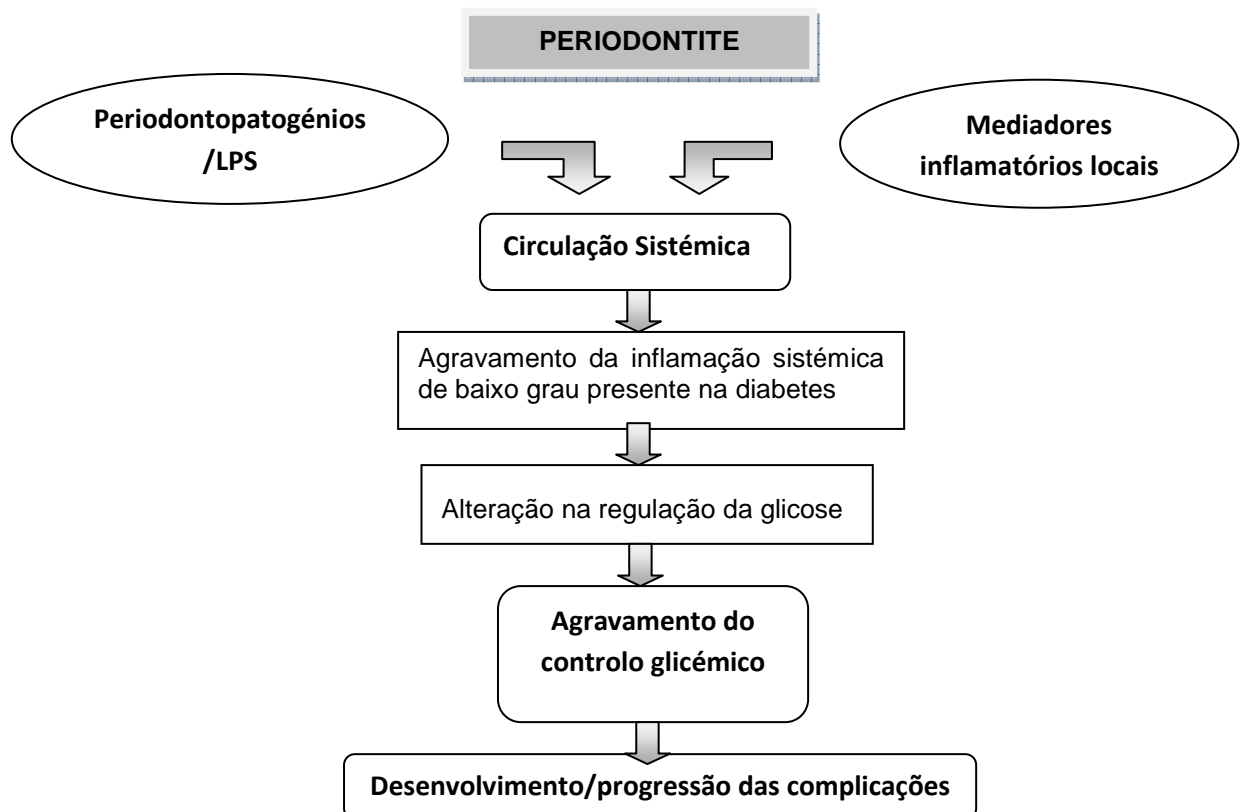 PERIODONTITE
Periodontopatogénios
/LPS
Mediadores
inflamatórios locais
Circulação Sistémica
Agravamento da inflamação sistémica
de baixo grau presente na diabetes
Alteração na regulação da glicose
Agravamento do
controlo glicémico
Desenvolvimento/progressão das complicações